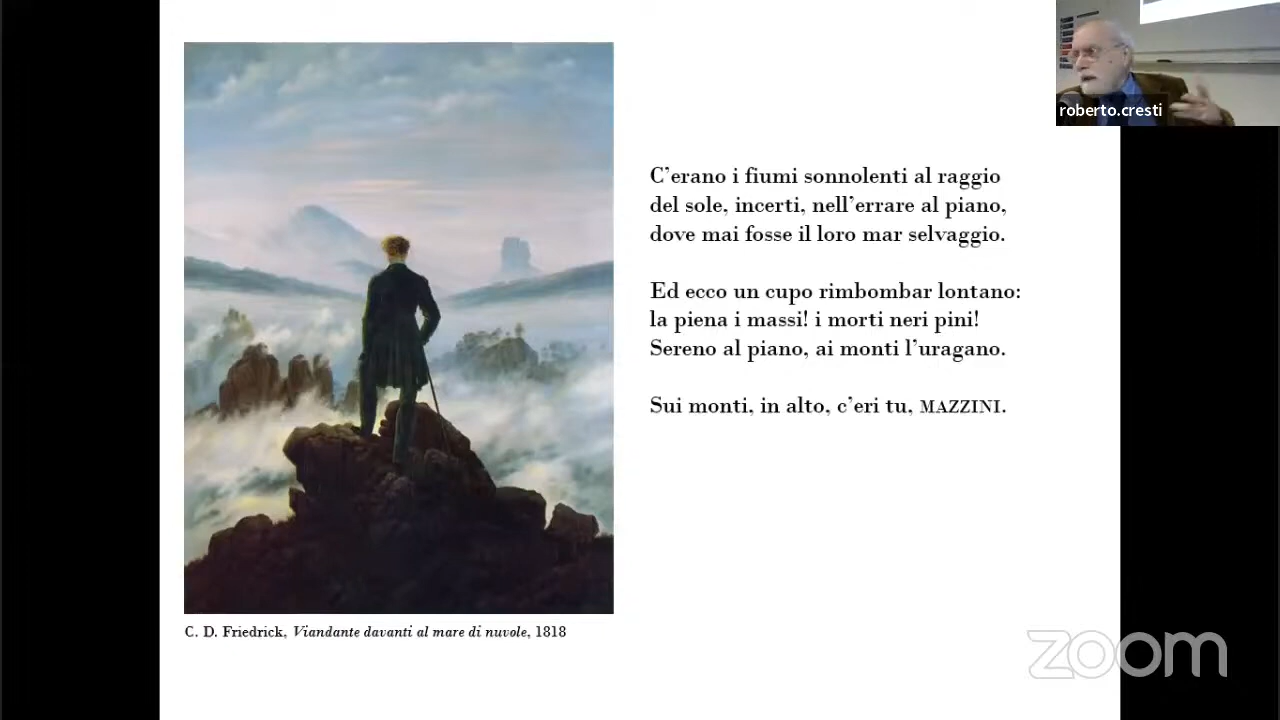 roberto.cresti
C'erano i fiumi sonnolenti al raggio
del sole, incerti, nell'errare al piano,
dove mai fosse il loro mar selvaggio.
Ed ecco un cupo rimbombar lontano:
la piena i massi! i morti neri pini!
Sereno al piano, ai monti l'uragano.
Sui monti, in alto, c'eri tu, MAZZINI.
C. D. Friedrick, Viandante davanti al mare di nuvole, 1818
zoom